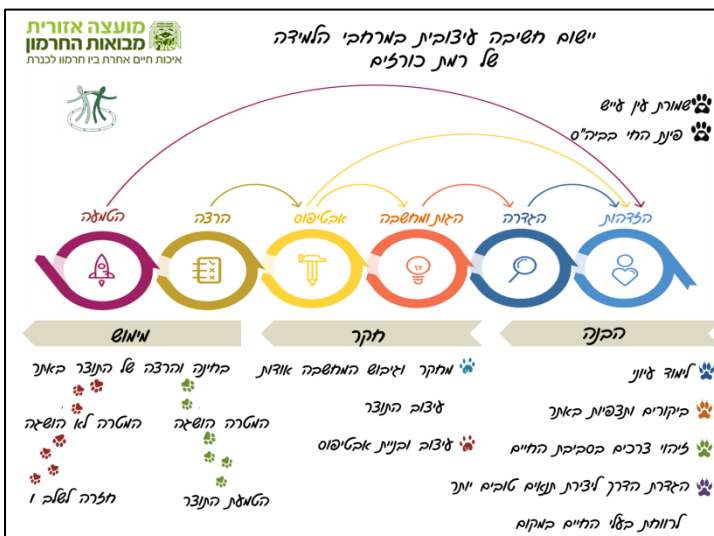 מועצה אזורית
מבואות החרמון
איכות חיים אחרת בין חרמון לכנרת
יישום חשיבה עיצובית במרחבי הלמידה
של רמת כורזים
שמורת עין עייש
פינת החי בביה"ס
הזדהות
הגדרה
הגות ומחשבה
אבטיפוס
הרצה
הטמעה
הבנה
לימוד עיוני
ביקורים ותצפיות באתר
זיהוי צרכים בסביבת החיים
הגדרת הדרך ליצירת תנאים טובים יותר
לרווחת בעלי החיים במקום
חקר
מחקר וגיבוש המחשבה אודות
עיצוב התוצר
עיצוב ובניית אבטיפוס
מימוש
בחינה והרצה של התוצר באתר
המטרה הושגה
המטרה לא הושגה
הטמעת התוצר
חזרה לשלב 1